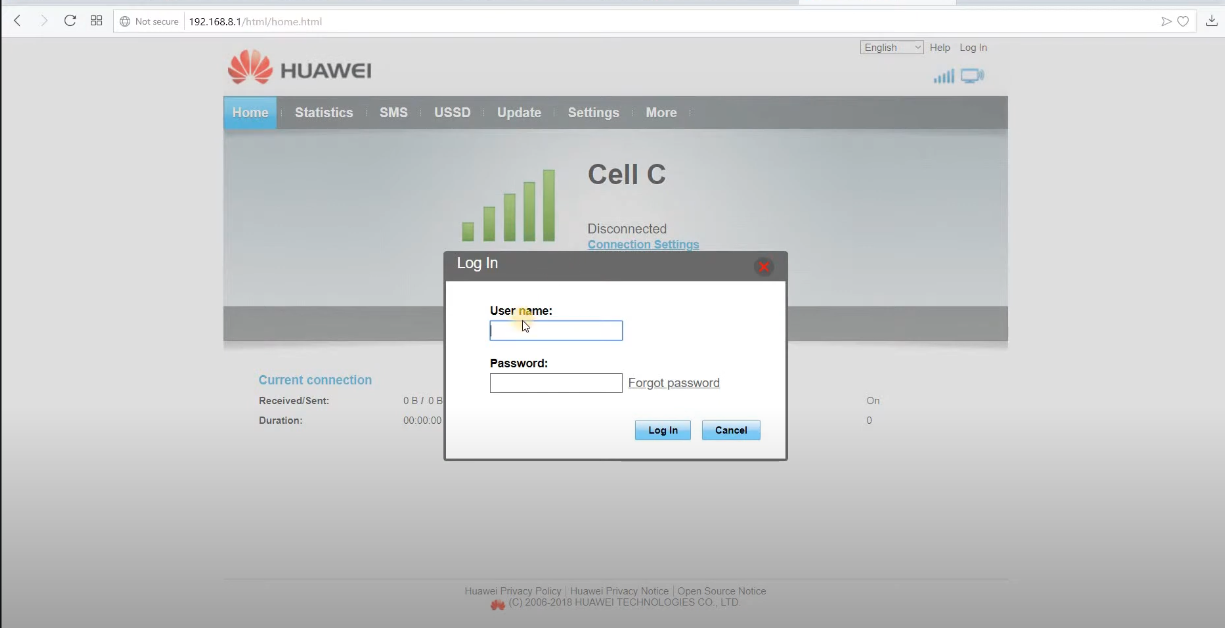 Not secure 192.168.8.1/html/home.html
English Help Log In
HUAWEI
Home Statistics SMS USSD Update Settings More
Cell C
Disconnected
Connection Settings
Log In
User name:
Password:
Forgot password
Log In Cancel
Current connection
Received/Sent: 0 B / 0 B On
Duration: 00:00:00 0
Huawei Privacy Policy | Huawei Privacy Notice | Open Source Notice
(C) 2006-2018 HUAWEI TECHNOLOGIES CO., LTD.